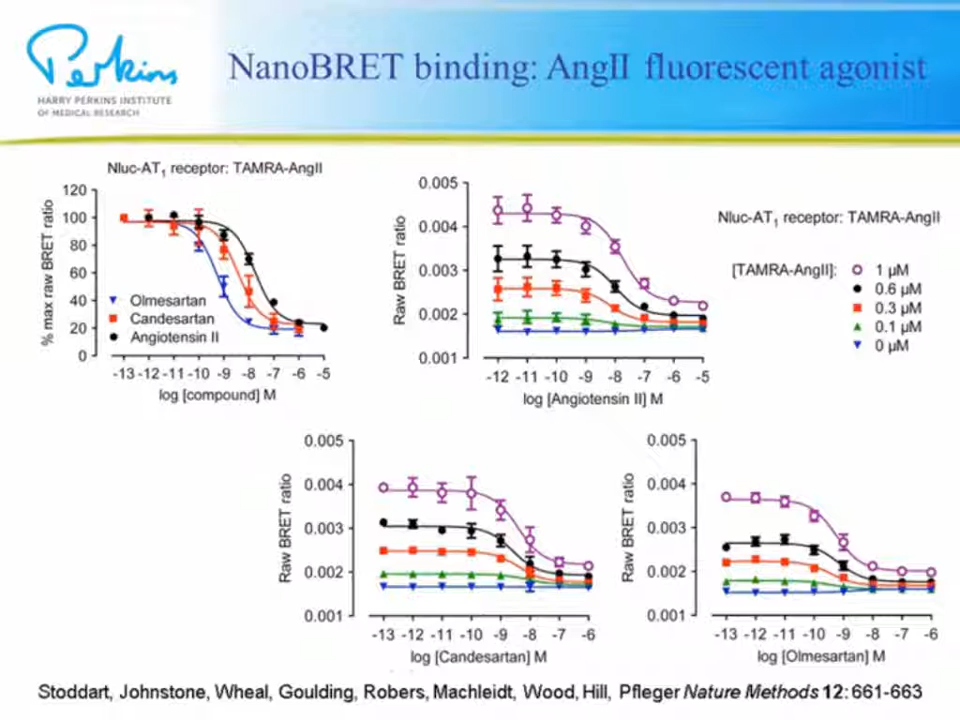 Perkins
HARRY PERKINS INSTITUTE
OF MEDICAL RESEARCH
NanoBRET binding: AngII fluorescent agonist
Nluc-AT1 receptor: TAMRA-AngII
% max raw BRET ratio
120
100
80
60
40
20
0
Olmesartan
Candesartan
Angiotensin II
-13 -12 -11 -10 -9 -8 -7 -6 -5
log [compound] M
Raw BRET ratio
0.005
0.004
0.003
0.002
0.001
-12 -11 -10 -9 -8 -7 -6 -5
log [Angiotensin II] M
Nluc-AT1 receptor: TAMRA-AngII
[TAMRA-AngII]: 1 µM
0.6 µM
0.3 µM
0.1 µM
0 µM
Raw BRET ratio
0.005
0.004
0.003
0.002
0.001
-13 -12 -11 -10 -9 -8 -7 -6
log [Candesartan] M
Raw BRET ratio
0.005
0.004
0.003
0.002
0.001
-13 -12 -11 -10 -9 -8 -7 -6
log [Olmesartan] M
Stoddart, Johnstone, Wheal, Goulding, Robers, Machleidt, Wood, Hill, Pfleger Nature Methods 12: 661-663